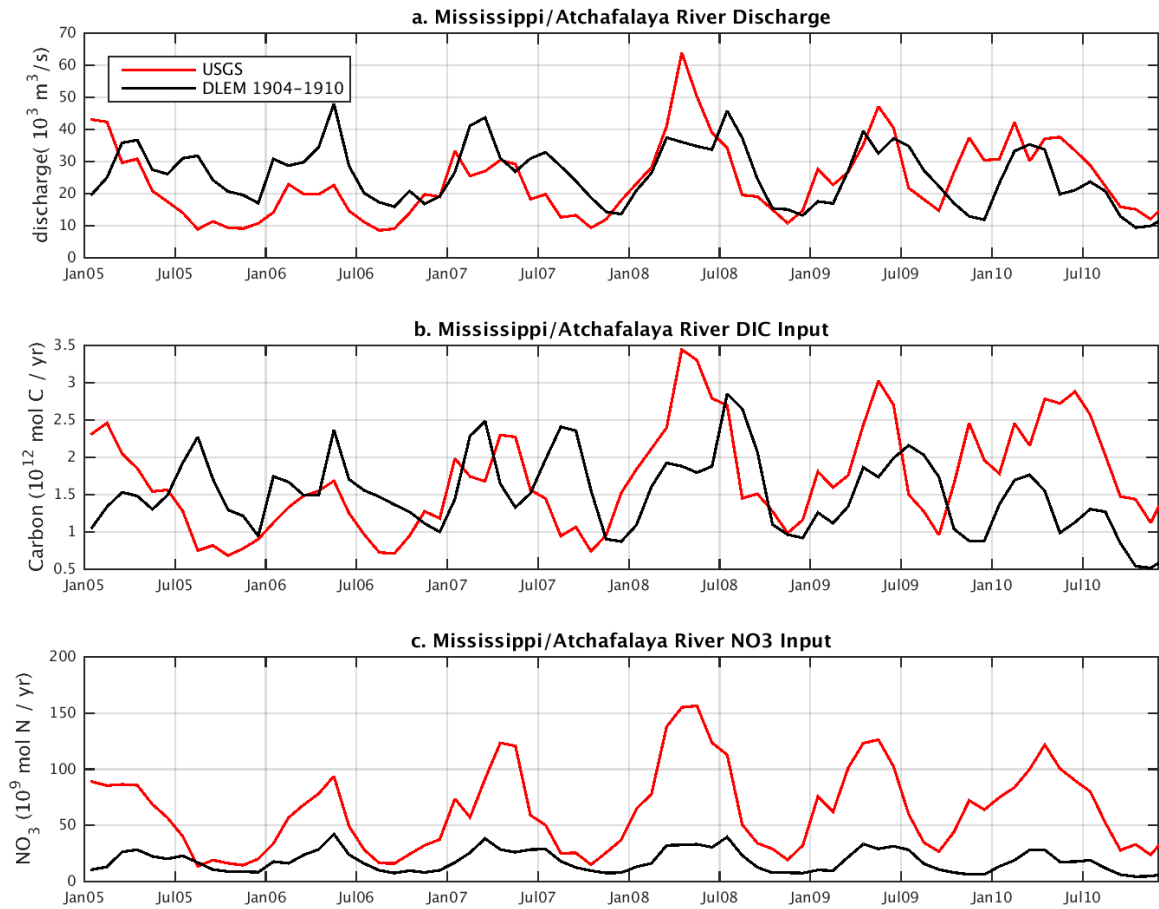 a. Mississippi/Atchafalaya River Discharge
discharge( 10³ m³/s)
70
60
50
40
30
20
10
0
USGS
DLEM 1904-1910
Jan05 Jul05 Jan06 Jul06 Jan07 Jul07 Jan08 Jul08 Jan09 Jul09 Jan10 Jul10
b. Mississippi/Atchafalaya River DIC Input
Carbon (10¹² mol C / yr)
3.5
3
2.5
2
1.5
1
0.5
Jan05 Jul05 Jan06 Jul06 Jan07 Jul07 Jan08 Jul08 Jan09 Jul09 Jan10 Jul10
c. Mississippi/Atchafalaya River NO3 Input
NO₃ (10⁹ mol N / yr)
200
150
100
50
0
Jan05 Jul05 Jan06 Jul06 Jan07 Jul07 Jan08 Jul08 Jan09 Jul09 Jan10 Jul10